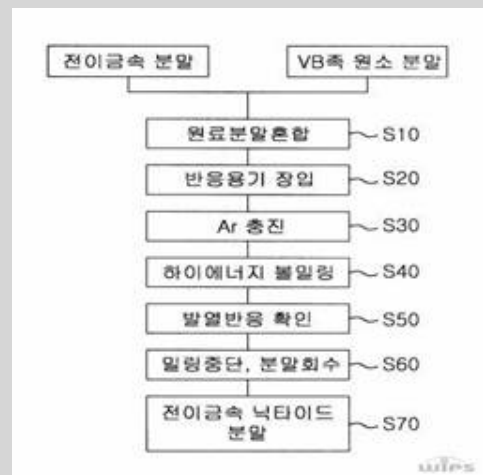 전이금속 분말
VB족 원소 분말
원료분말혼합
S10
반응용기 장입
S20
Ar 충진
S30
하이에너지 볼밀링
S40
발열반응 확인
S50
밀링중단, 분말회수
S60
전이금속 닉타이드
분말
S70
WIPS